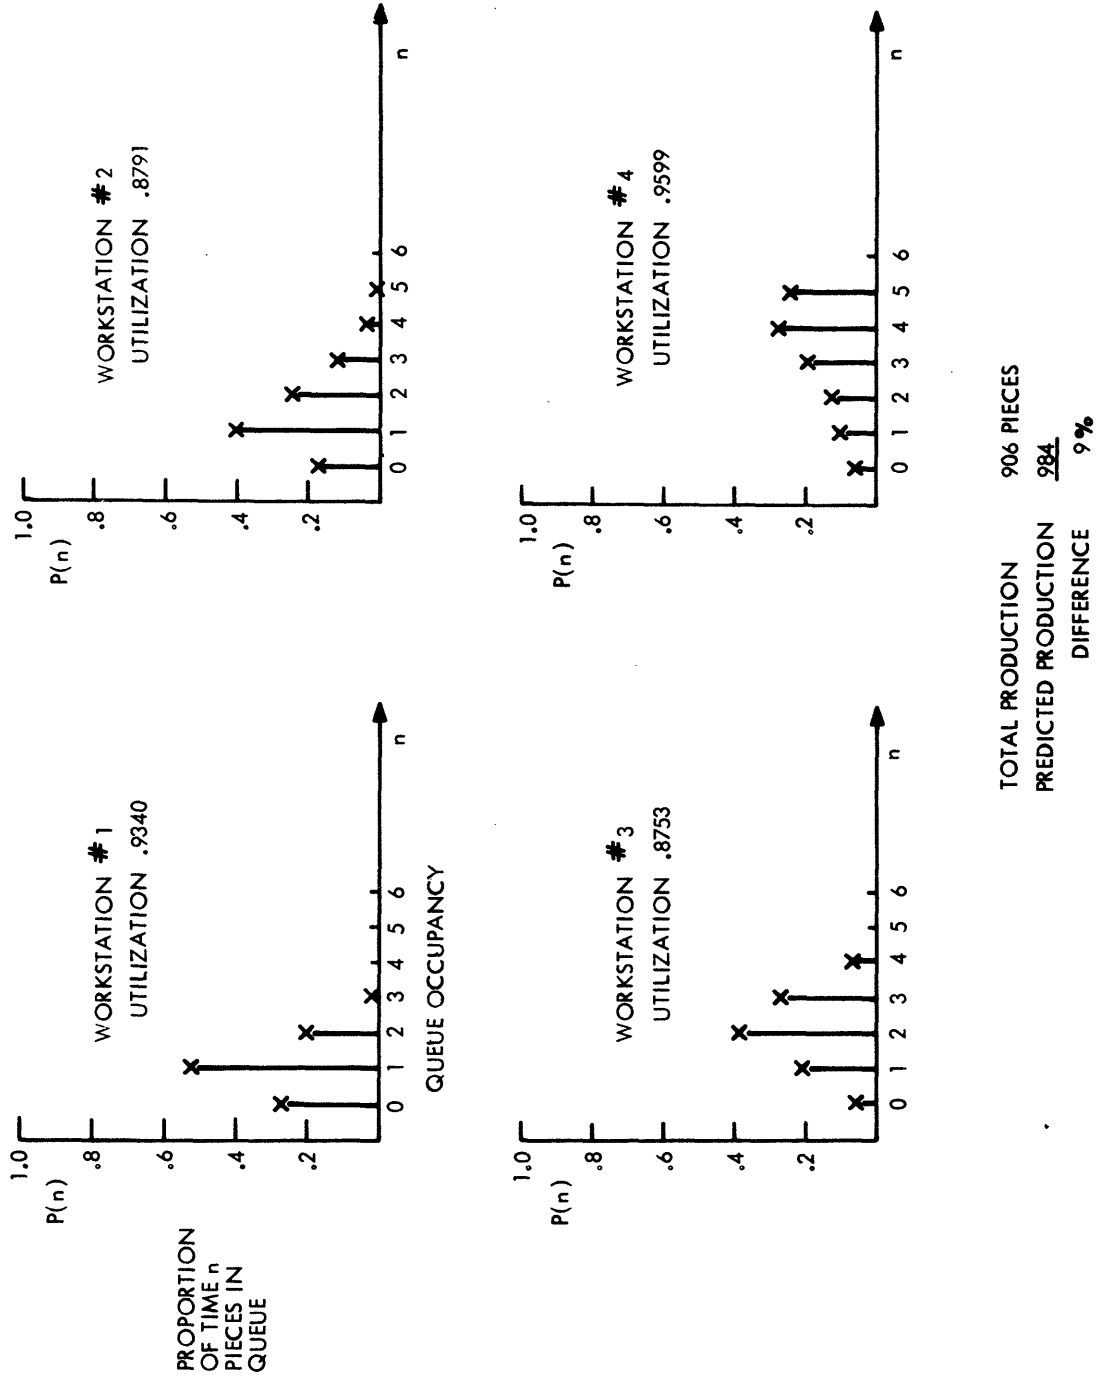 PROPORTION
OF TIME n
PIECES IN
QUEUE
P(n)
1.0
.8
.6
.4
.2
WORKSTATION #1
UTILIZATION .9340
0 1 2 3 4 5 6 n
QUEUE OCCUPANCY
P(n)
1.0
.8
.6
.4
.2
WORKSTATION #2
UTILIZATION .8791
0 1 2 3 4 5 6 n
P(n)
1.0
.8
.6
.4
.2
WORKSTATION #3
UTILIZATION .8753
0 1 2 3 4 5 6 n
P(n)
1.0
.8
.6
.4
.2
WORKSTATION #4
UTILIZATION .9599
0 1 2 3 4 5 6 n
TOTAL PRODUCTION 906 PIECES
PREDICTED PRODUCTION 984
DIFFERENCE 9%